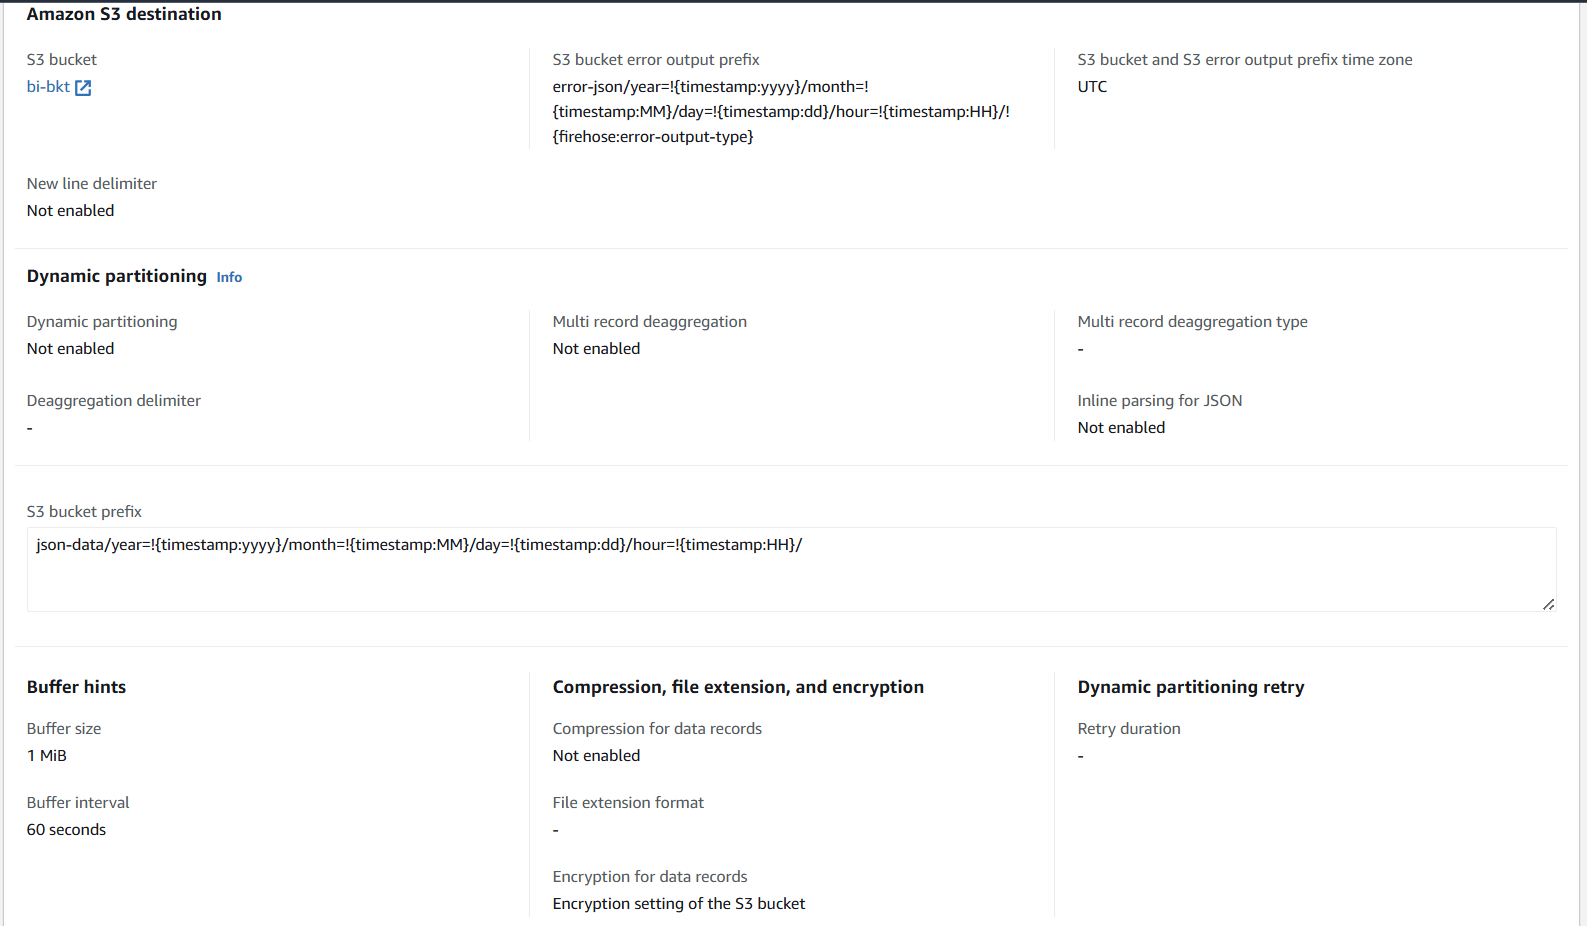 Amazon S3 destination
S3 bucket
bi-bkt
S3 bucket error output prefix
error-json/year=!{timestamp:yyyy}/month=!
{timestamp:MM}/day=!{timestamp:dd}/hour=!{timestamp:HH}/!
{firehose:error-output-type}
S3 bucket and S3 error output prefix time zone
UTC
New line delimiter
Not enabled
Dynamic partitioning Info
Dynamic partitioning
Not enabled
Multi record deaggregation
Not enabled
Multi record deaggregation type
-
Deaggregation delimiter
-
Inline parsing for JSON
Not enabled
S3 bucket prefix
json-data/year=!{timestamp:yyyy}/month=!{timestamp:MM}/day=!{timestamp:dd}/hour=!{timestamp:HH}/
Buffer hints
Buffer size
1 MiB
Buffer interval
60 seconds
Compression, file extension, and encryption
Compression for data records
Not enabled
File extension format
-
Encryption for data records
Encryption setting of the S3 bucket
Dynamic partitioning retry
Retry duration
-